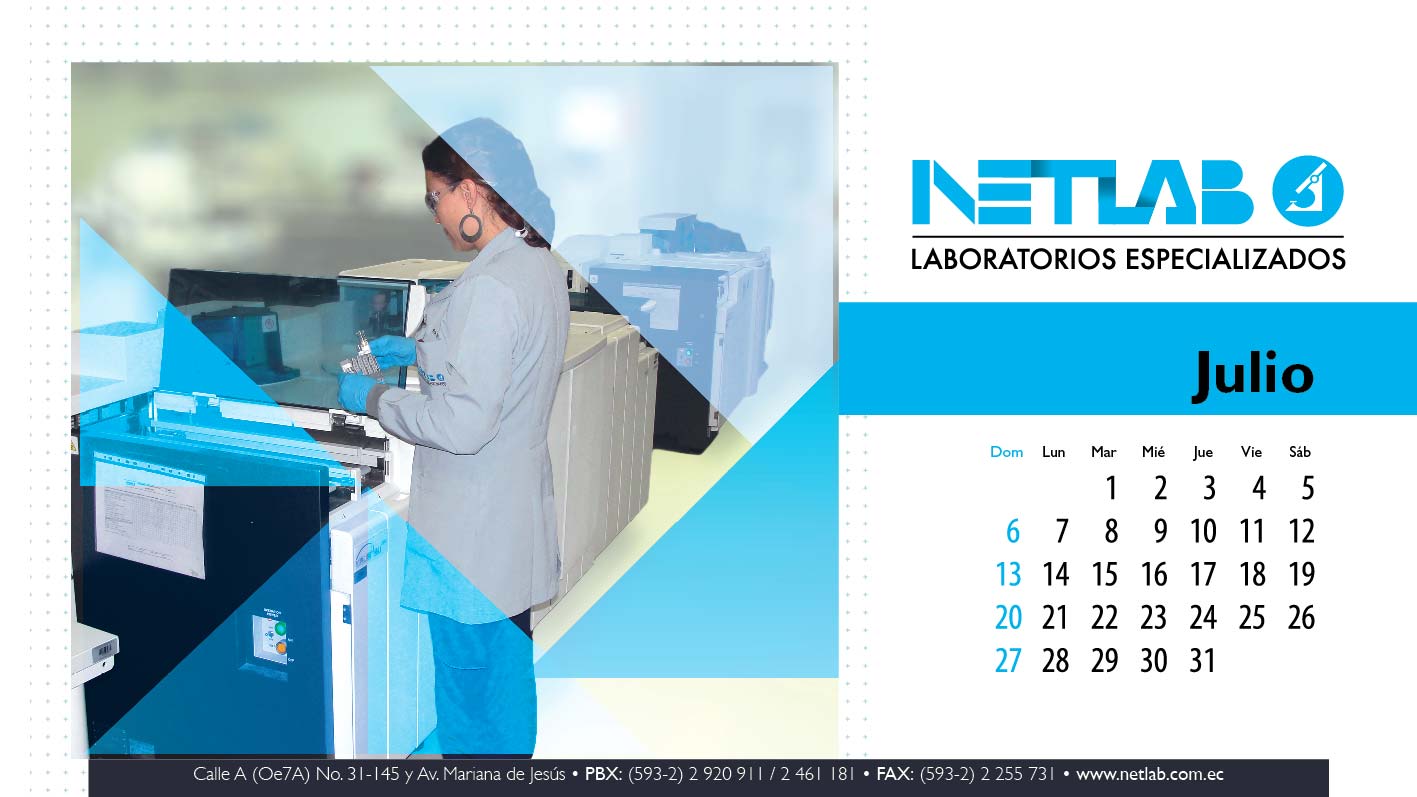 NETLAB
LABORATORIOS ESPECIALIZADOS
Julio
Dom Lun Mar Mié Jue Vie Sáb
1 2 3 4 5
6 7 8 9 10 11 12
13 14 15 16 17 18 19
20 21 22 23 24 25 26
27 28 29 30 31
Calle A (Oe7A) No. 31-145 y Av. Mariana de Jesús • PBX: (593-2) 2 920 911 / 2 461 181 • FAX: (593-2) 2 255 731 • www.netlab.com.ec